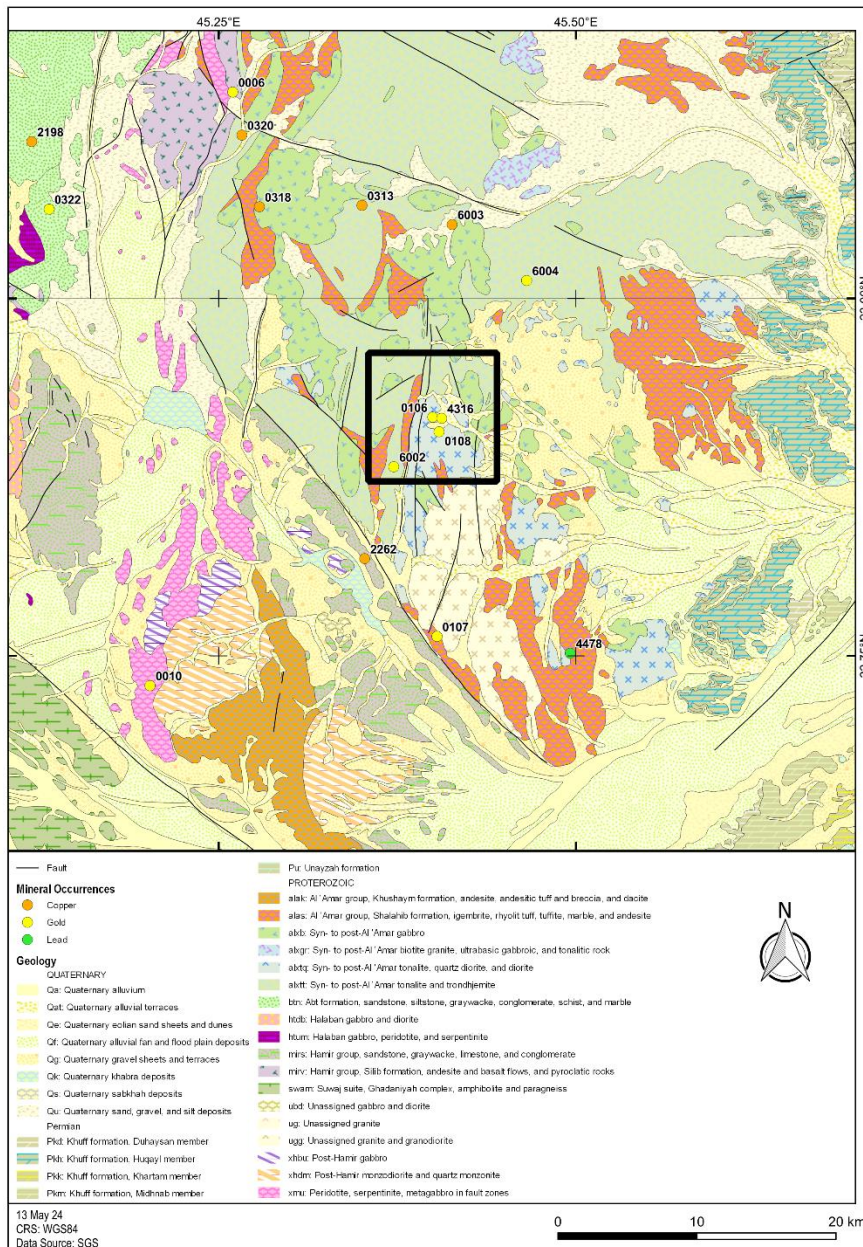 45.25°E 45.50°E
0006
2198
0320
0322
0318
0313
6003
6004
23.00°N
0106
4316
0108
6002
2262
0107
4478
22.75°N
0010
Fault
Mineral Occurrences
Copper
Gold
Lead
Geology
QUATERNARY
Qa: Quaternary alluvium
Qat: Quaternary alluvial terraces
Qe: Quaternary eolian sand sheets and dunes
Qf: Quaternary alluvial fan and flood plain deposits
Qg: Quaternary gravel sheets and terraces
Qk: Quaternary khabra deposits
Qs: Quaternary sabkhah deposits
Qu: Quaternary sand, gravel, and silt deposits
Permian
Pkd: Khuff formation, Duhaysan member
Pkh: Khuff formation, Huqayl member
Pkk: Khuff formation, Khartam member
Pkm: Khuff formation, Midhnab member
Pu: Unayzah formation
PROTEROZOIC
alak: Al 'Amar group, Khushaym formation, andesite, andesitic tuff and breccia, and dacite
alas: Al 'Amar group, Shalahib formation, igembrite, rhyolit tuff, tuffite, marble, and andesite
alxb: Syn- to post-Al 'Amar gabbro
alxgr: Syn- to post-Al 'Amar biotite granite, ultrabasic gabbroic, and tonalitic rock
alxtq: Syn- to post-Al 'Amar tonalite, quartz diorite, and diorite
alxtt: Syn- to post-Al 'Amar tonalite and trondhjemite
btn: Abt formation, sandstone, siltstone, graywacke, conglomerate, schist, and marble
htdb: Halaban gabbro and diorite
htum: Halaban gabbro, peridotite, and serpentinite
mirs: Hamir group, sandstone, graywacke, limestone, and conglomerate
mirv: Hamir group, Silib formation, andesite and basalt flows, and pyroclastic rocks
swam: Suwaj suite, Ghadaniyah complex, amphibolite and paragneiss
ubd: Unassigned gabbro and diorite
ug: Unassigned granite
ugg: Unassigned granite and granodiorite
xhbu: Post-Hamir gabbro
xhdm: Post-Hamir monzodiorite and quartz monzonite
xmu: Peridotite, serpentinite, metagabbro in fault zones
N
13 May 24
CRS: WGS84
Data Source: SGS
0 10 20 km